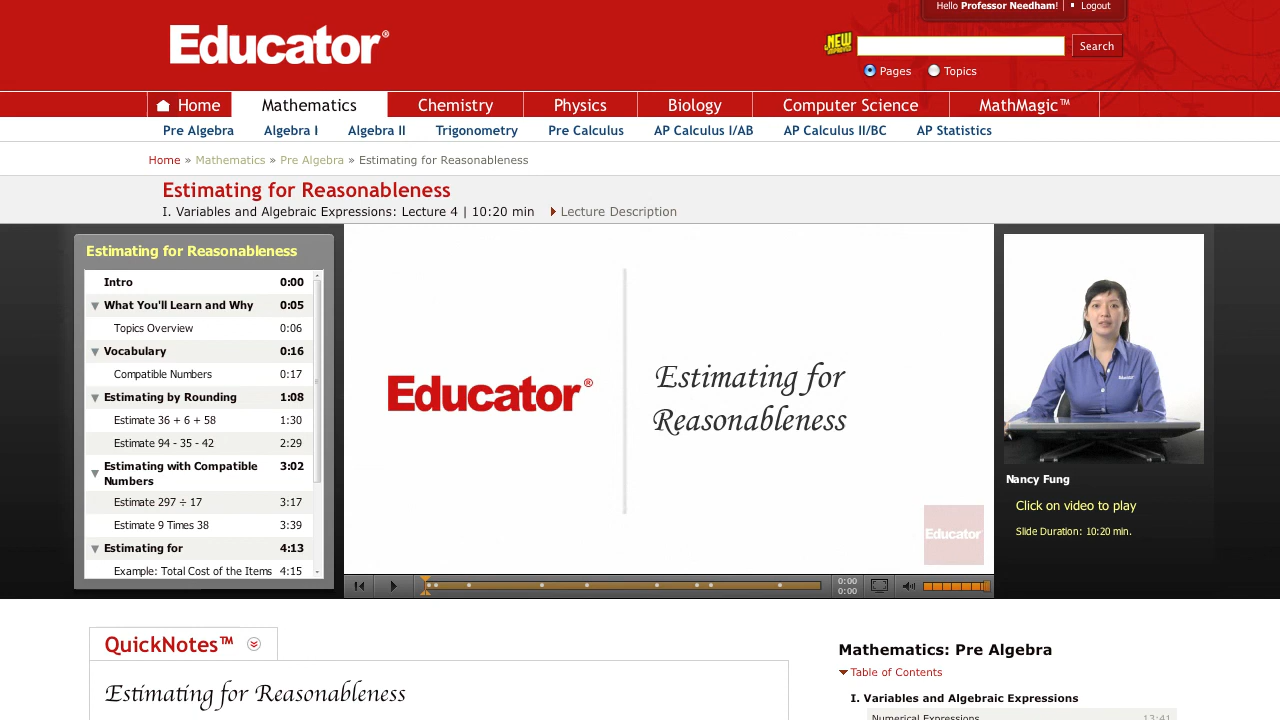 Hello Professor Needham! Logout
Educator®
NEW
Search
Pages Topics
Home Mathematics Chemistry Physics Biology Computer Science MathMagic™
Pre Algebra Algebra I Algebra II Trigonometry Pre Calculus AP Calculus I/AB AP Calculus II/BC AP Statistics
Home » Mathematics » Pre Algebra » Estimating for Reasonableness
Estimating for Reasonableness
I. Variables and Algebraic Expressions: Lecture 4 | 10:20 min Lecture Description
Estimating for Reasonableness
Intro 0:00
What You'll Learn and Why 0:05
Topics Overview 0:06
Vocabulary 0:16
Compatible Numbers 0:17
Estimating by Rounding 1:08
Estimate 36 + 6 + 58 1:30
Estimate 94 - 35 - 42 2:29
Estimating with Compatible 3:02
Numbers
Estimate 297 ÷ 17 3:17
Estimate 9 Times 38 3:39
Estimating for 4:13
Example: Total Cost of the Items 4:15
Educator®
Estimating for
Reasonableness
Educator
0:00
0:00
Nancy Fung
Click on video to play
Slide Duration: 10:20 min.
QuickNotes™
Estimating for Reasonableness
Mathematics: Pre Algebra
Table of Contents
I. Variables and Algebraic Expressions
Numerical Expressions 13:41